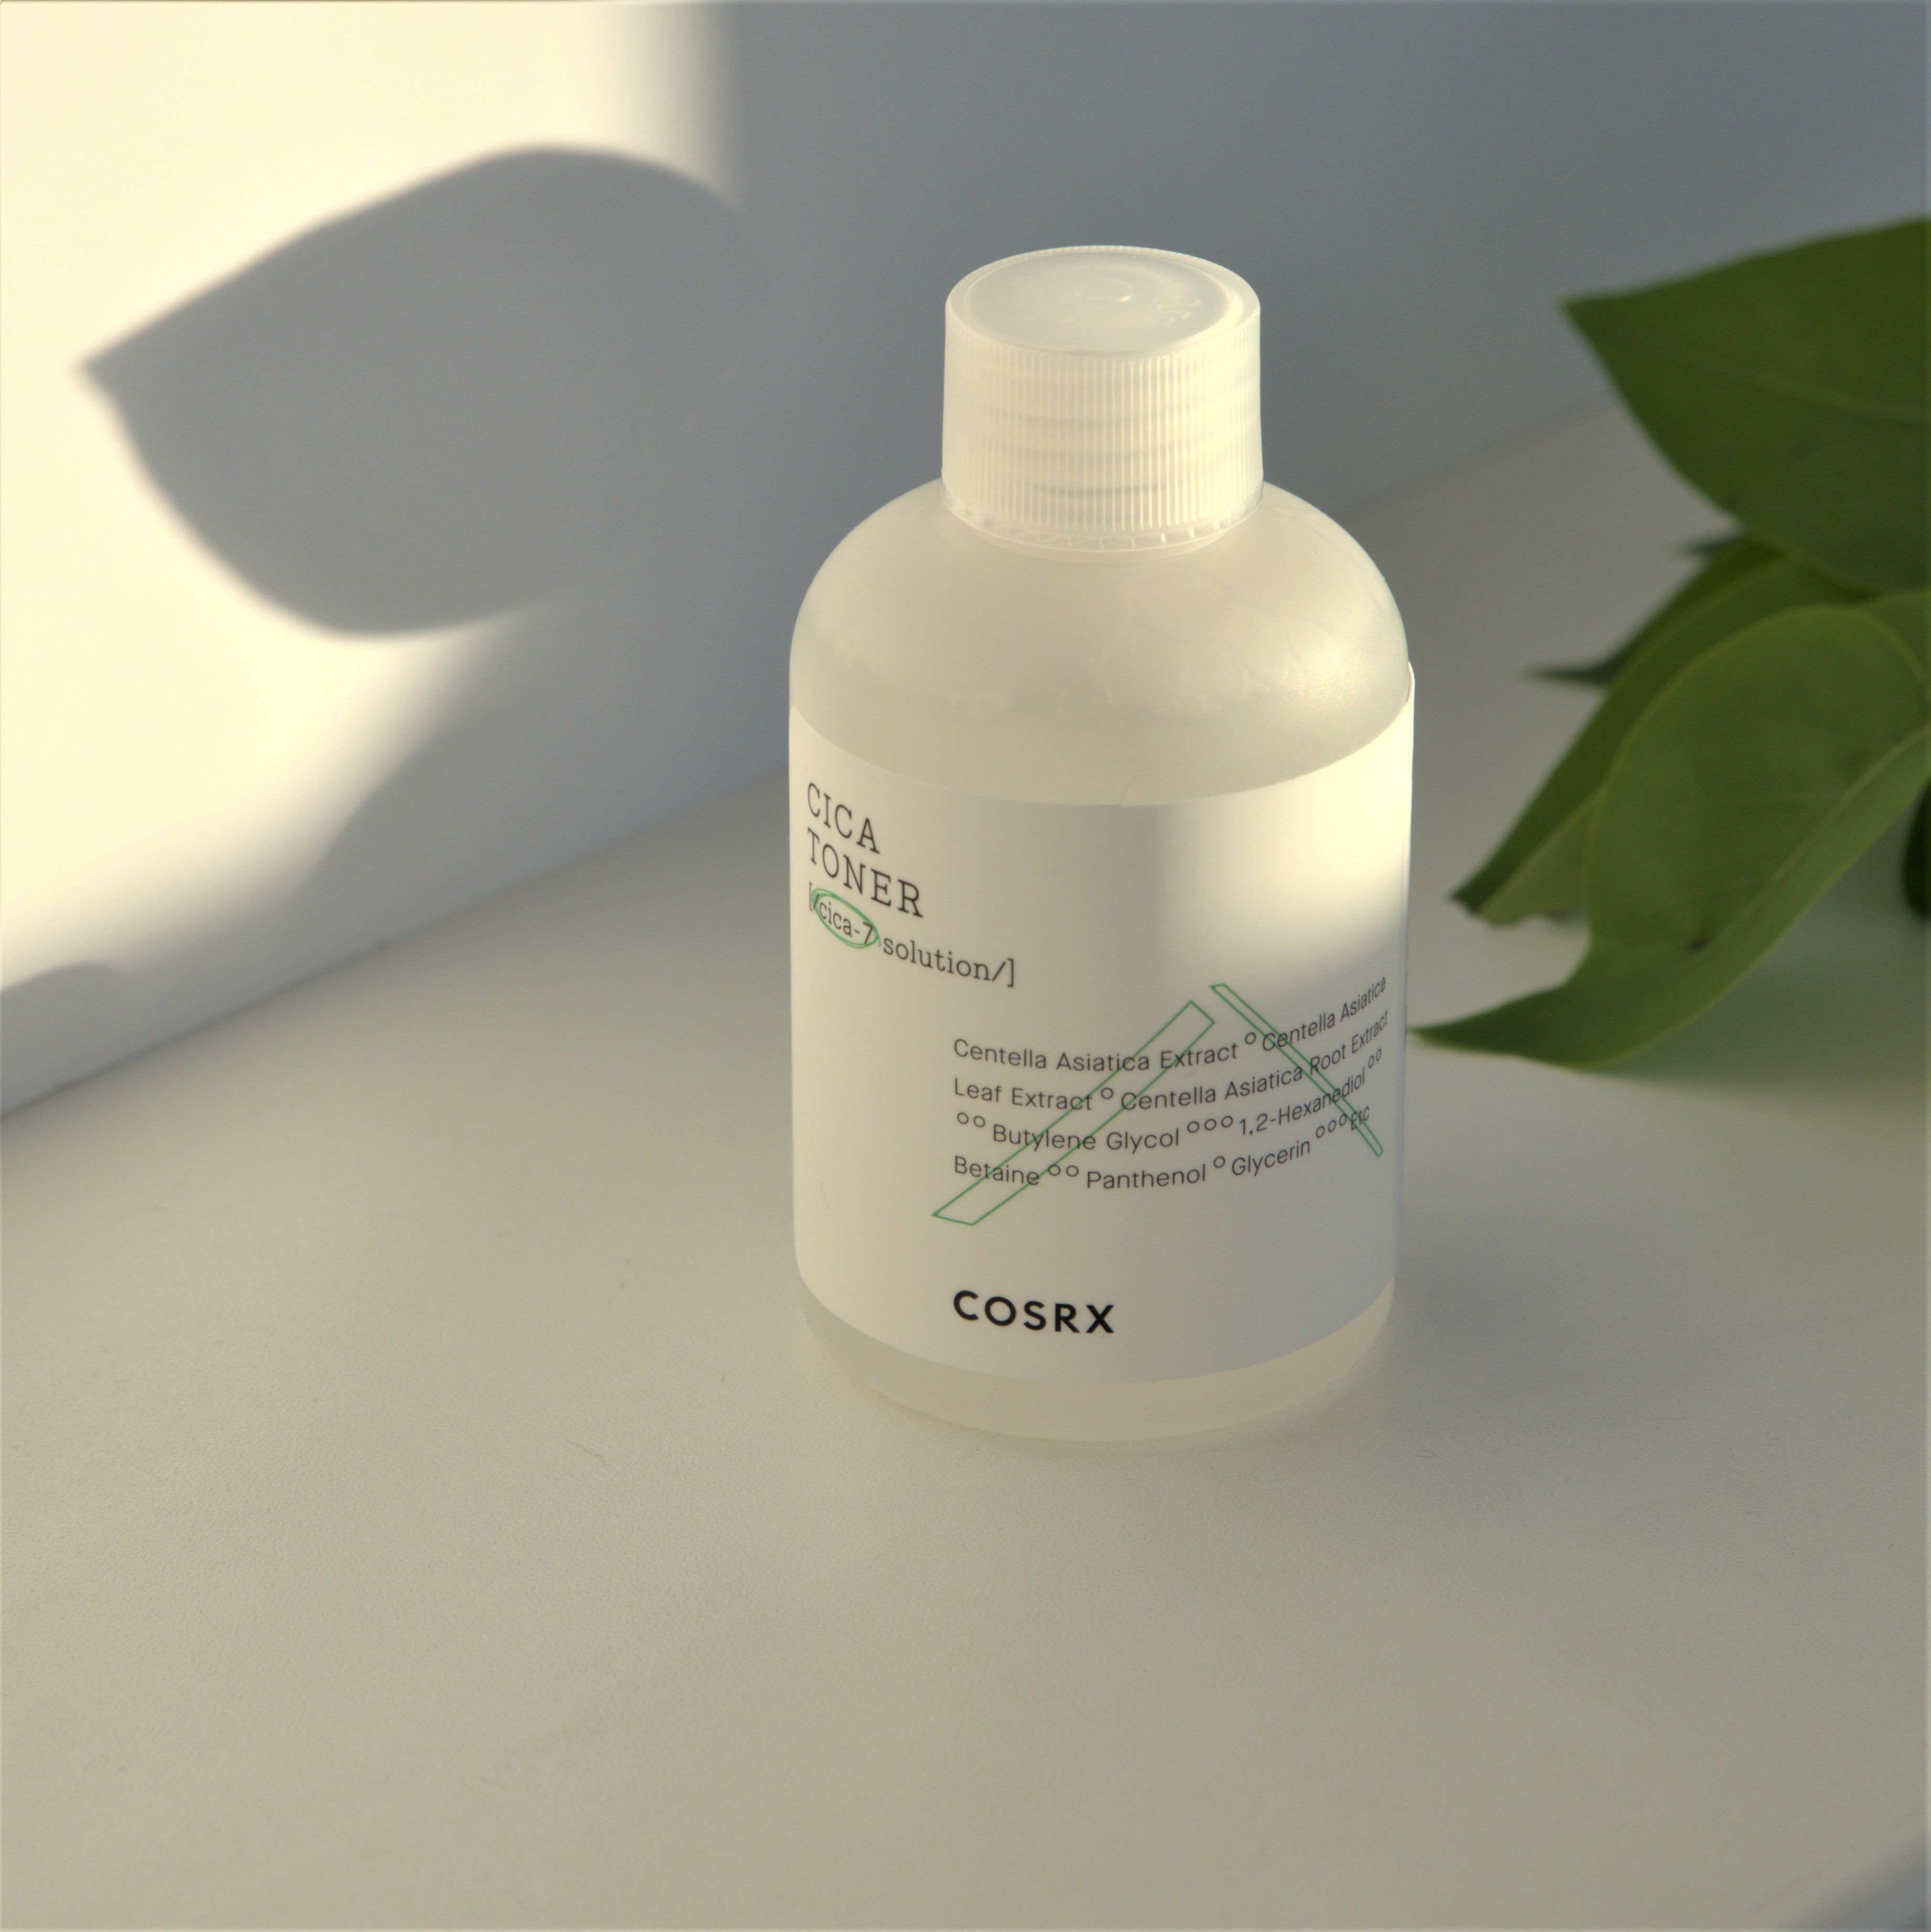 CICA
TONER
[/cica-7 solution/]
Centella Asiatica Extract ° Centella Asiatica
Leaf Extract ° Centella Asiatica Root Extract
°° Butylene Glycol °°° 1,2-Hexanediol °°
Betaine °° Panthenol ° Glycerin °°° Etc
COSRX